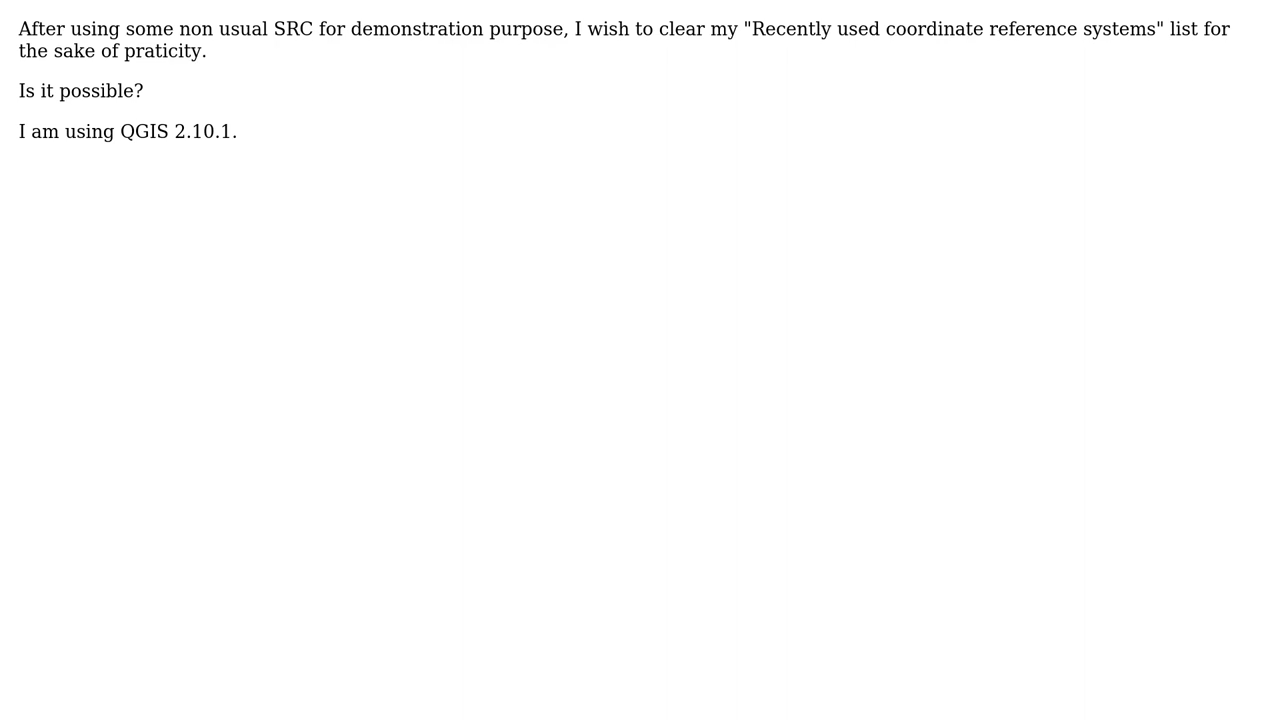 After using some non usual SRC for demonstration purpose, I wish to clear my "Recently used coordinate reference systems" list for
the sake of praticity.
Is it possible?
I am using QGIS 2.10.1.